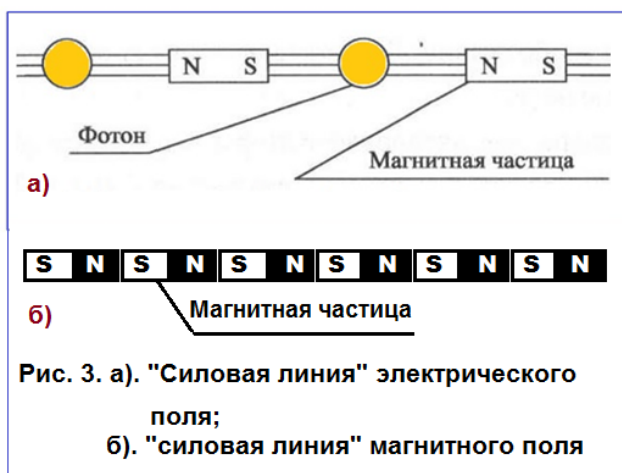 N S N S
Фотон
Магнитная частица
а)
S N S N S N S N S N S N
Магнитная частица
б)
Рис. 3. а). "Силовая линия" электрического
поля;
б). "силовая линия" магнитного поля